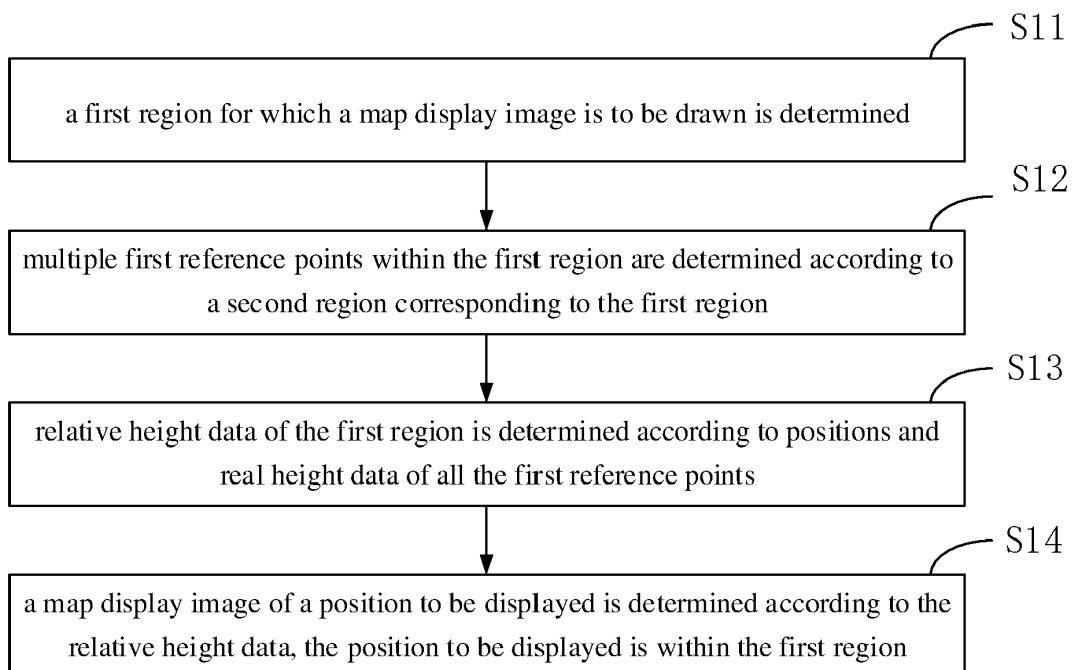 S11
a first region for which a map display image is to be drawn is determined
S12
multiple first reference points within the first region are determined according to
a second region corresponding to the first region
S13
relative height data of the first region is determined according to positions and
real height data of all the first reference points
S14
a map display image of a position to be displayed is determined according to the
relative height data, the position to be displayed is within the first region